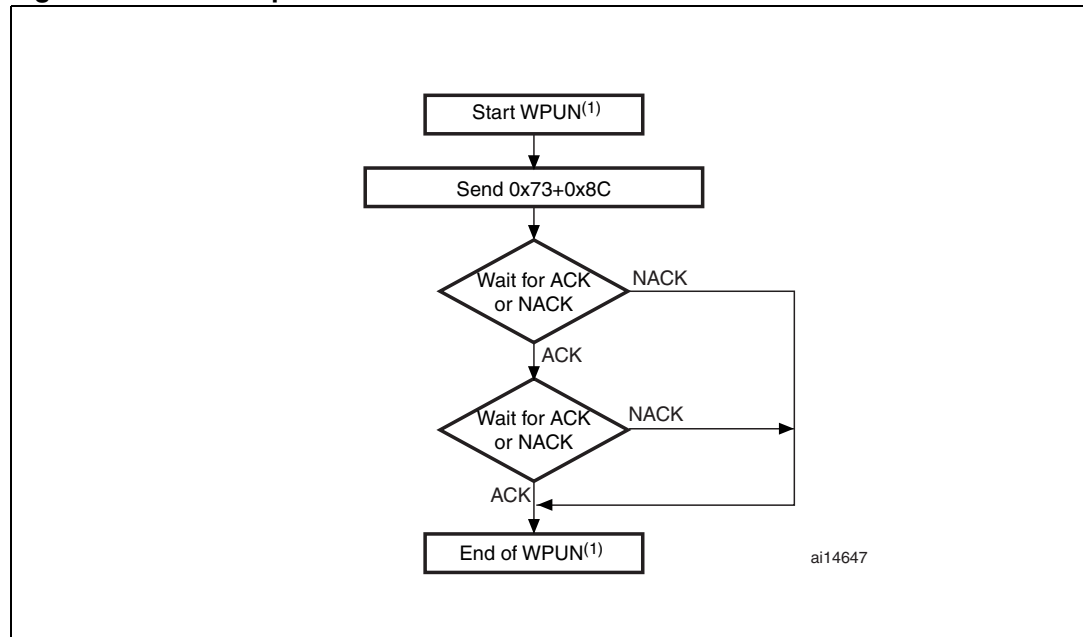 Start WPUN(1)
Send 0x73+0x8C
Wait for ACK
or NACK
NACK
ACK
Wait for ACK
or NACK
NACK
ACK
End of WPUN(1)
ai14647